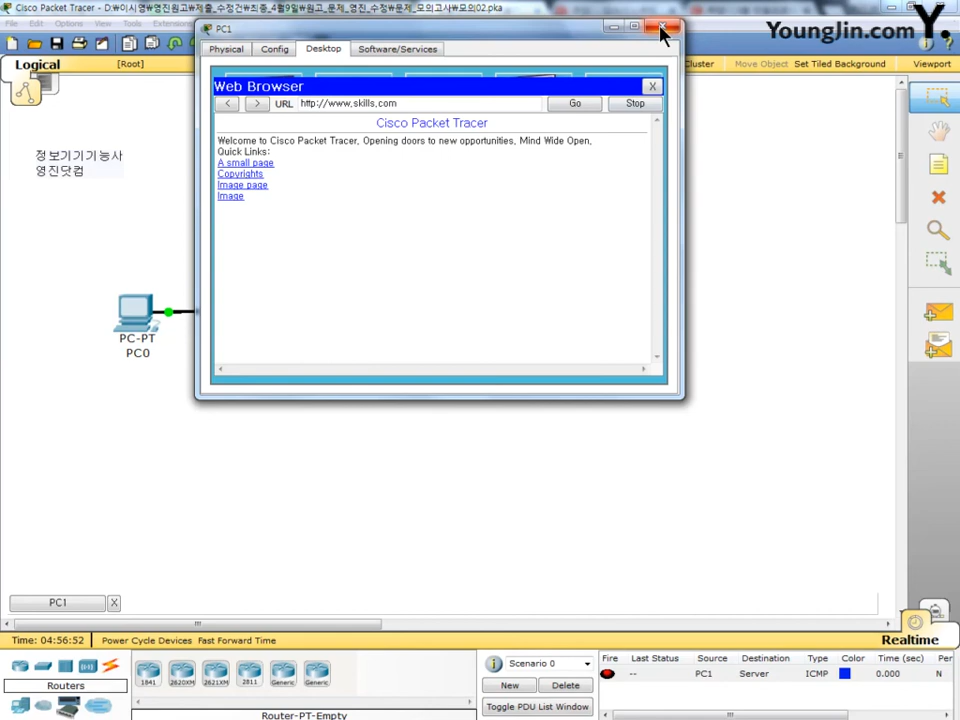 Cisco Packet Tracer - D:₩이시영₩영진원고₩제출_수정건₩최종_4월9일₩원고_문제_영진_수정₩문제_모의고사₩모의02.pka
File Edit Options View Tools Extensions
YoungJin.com Y.
Logical [Root] Cluster Move Object Set Tiled Background Viewport
PC1
Physical Config Desktop Software/Services
Web Browser X
< > URL http://www.skills.com Go Stop
Cisco Packet Tracer
Welcome to Cisco Packet Tracer, Opening doors to new opportunities, Mind Wide Open,
Quick Links:
A small page
Copyrights
Image page
Image
정보기기기능사
영진닷컴
PC-PT
PC0
PC1 X
Time: 04:56:52 Power Cycle Devices Fast Forward Time Realtime
Routers
1841 2620XM 2621XM 2811 Generic Generic
Router-PT-Empty
Scenario 0
New Delete
Toggle PDU List Window
Fire Last Status Source Destination Type Color Time (sec) Per
-- PC1 Server ICMP 0.000 N